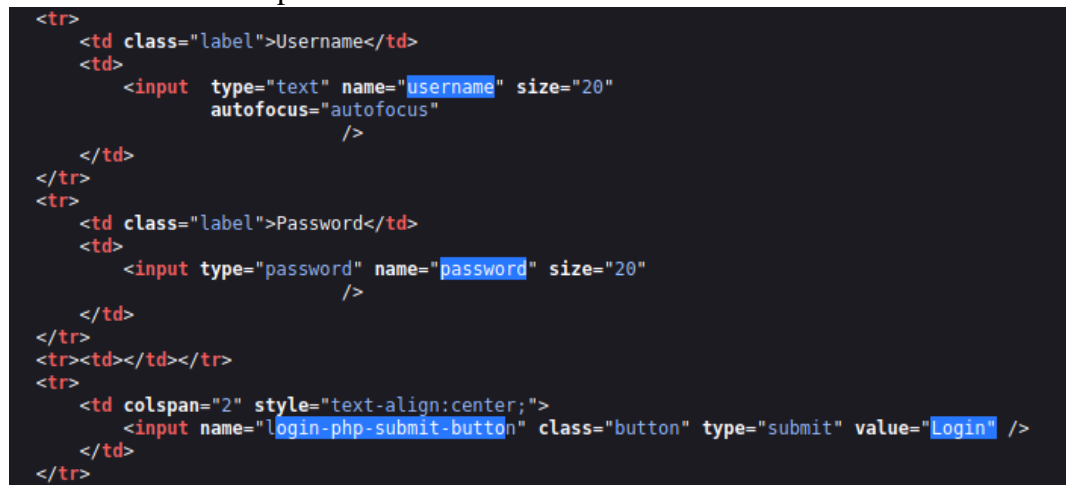 <tr>
<td class="label">Username</td>
<td>
<input  type="text" name="username" size="20"
autofocus="autofocus"
/>
</td>
</tr>
<tr>
<td class="label">Password</td>
<td>
<input type="password" name="password" size="20"
/>
</td>
</tr>
<tr><td></td></tr>
<tr>
<td colspan="2" style="text-align:center;">
<input name="login-php-submit-button" class="button" type="submit" value="Login" />
</td>
</tr>